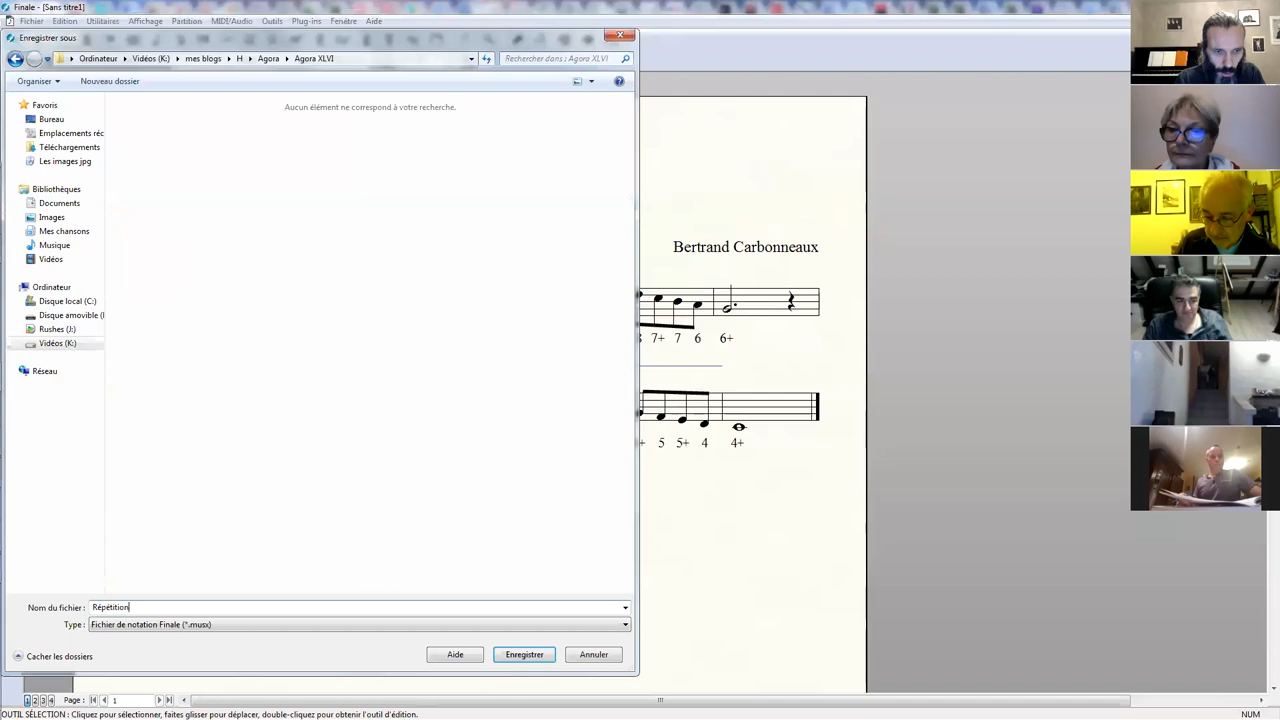 Finale - [Sans titre1]
Fichier Edition Utilitaires Affichage Partition MIDI/Audio Outils Plug-ins Fenêtre Aide
Enregistrer sous
Ordinateur Vidéos (K:) mes blogs H Agora Agora XLVI
Rechercher dans : Agora XLVI
Organiser
Nouveau dossier
Aucun élément ne correspond à votre recherche.
Favoris
Bureau
Emplacements réc
Téléchargements
Les images jpg
Bibliothèques
Documents
Images
Mes chansons
Musique
Vidéos
Ordinateur
Disque local (C:)
Disque amovible (I
Rushes (J:)
Vidéos (K:)
Réseau
Bertrand Carbonneaux
7+ 7 6 6+
+ 5 5+ 4 4+
Nom du fichier : Répétition
Type : Fichier de notation Finale (*.musx)
Cacher les dossiers
Aide
Enregistrer
Annuler
1 2 3 4 Page : 1
OUTIL SÉLECTION : Cliquez pour sélectionner, faites glisser pour déplacer, double-cliquez pour obtenir l'outil d'édition.
NUM